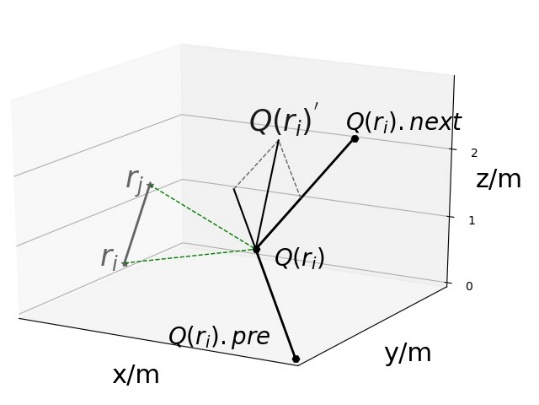 Q(r_i)'
Q(r_i).next
2
z/m
r_j
1
r_i
Q(r_i)
0
Q(r_i).pre
y/m
x/m